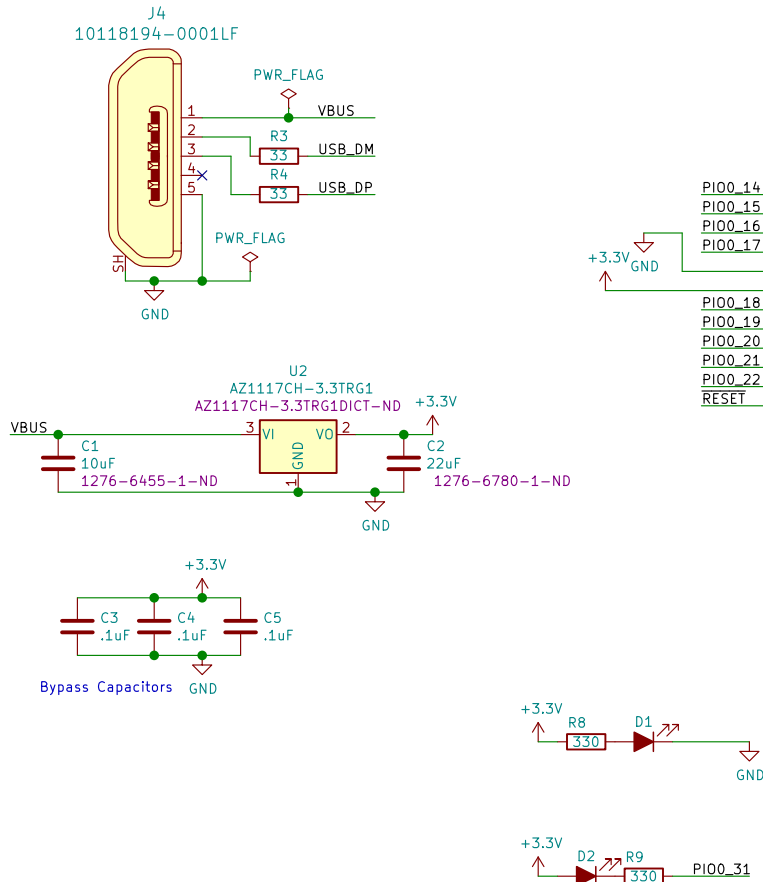 J4
10118194-0001LF
PWR_FLAG
1
VBUS
2
R3
33
USB_DM
3
4
R4
33
USB_DP
5
PWR_FLAG
SH
GND
PIO0_14
PIO0_15
PIO0_16
PIO0_17
GND
+3.3V
PIO0_18
PIO0_19
PIO0_20
PIO0_21
PIO0_22
RESET
U2
AZ1117CH-3.3TRG1
AZ1117CH-3.3TRG1DICT-ND
+3.3V
VBUS
3
VI
VO
2
GND
1
C1
10uF
1276-6455-1-ND
C2
22uF
1276-6780-1-ND
GND
+3.3V
C3
.1uF
C4
.1uF
C5
.1uF
Bypass Capacitors
GND
+3.3V
R8
330
D1
GND
+3.3V
D2
R9
330
PIO0_31